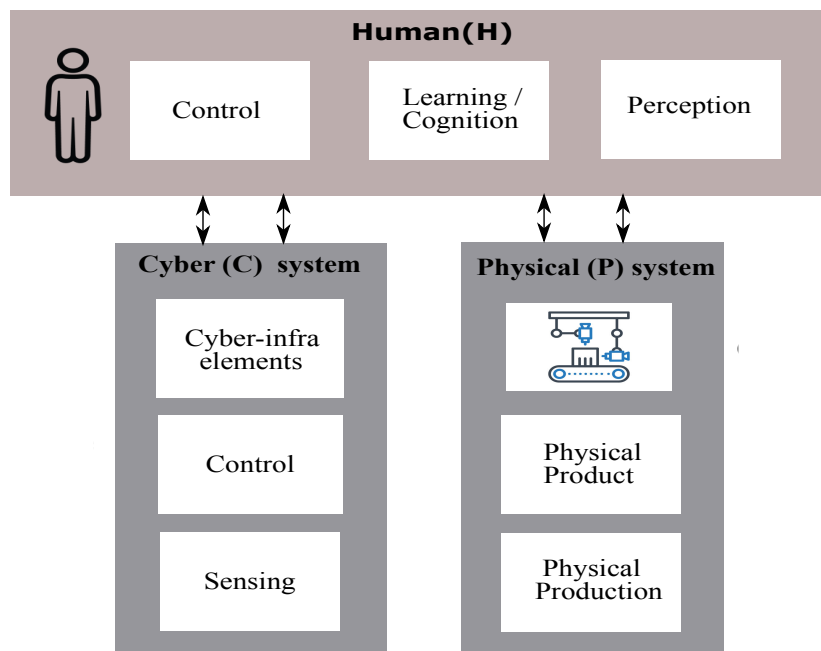 Human(H)
Control
Learning /
Cognition
Perception
Cyber (C) system
Cyber-infra
elements
Control
Sensing
Physical (P) system
Physical
Product
Physical
Production